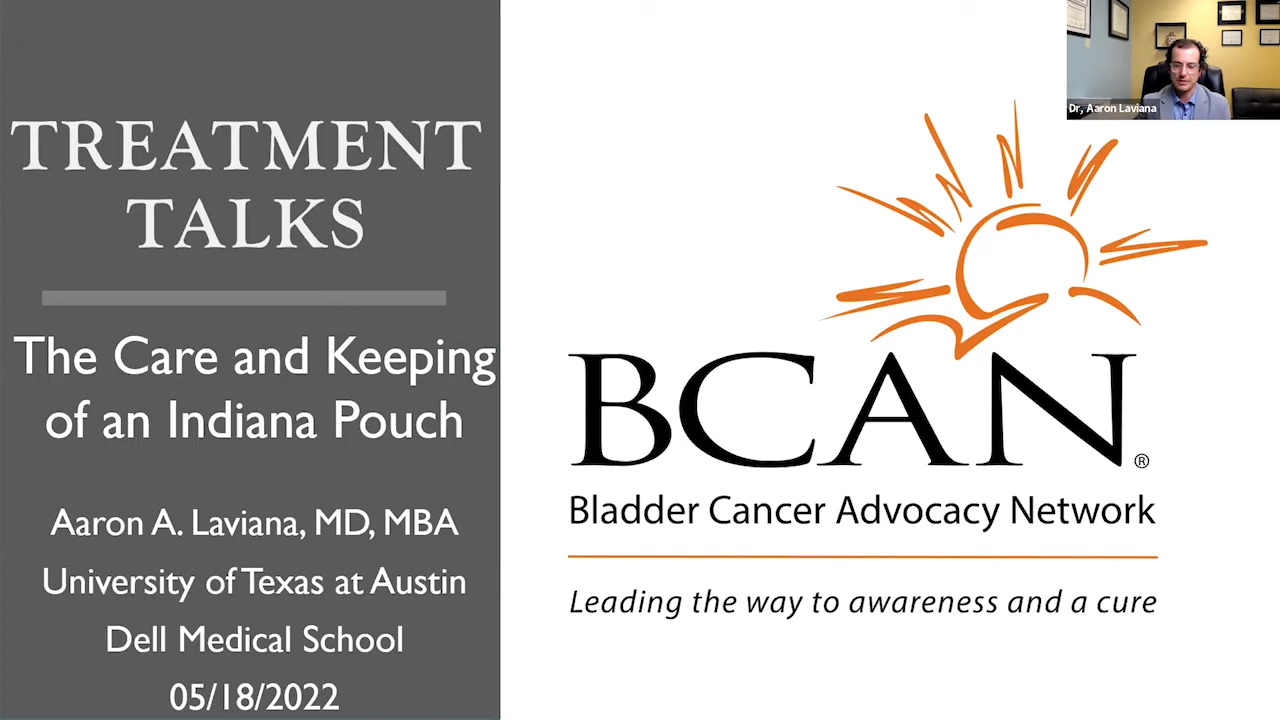 TREATMENT
TALKS
The Care and Keeping
of an Indiana Pouch
Aaron A. Laviana, MD, MBA
University of Texas at Austin
Dell Medical School
05/18/2022
Dr, Aaron Laviana
BCAN®
Bladder Cancer Advocacy Network
Leading the way to awareness and a cure